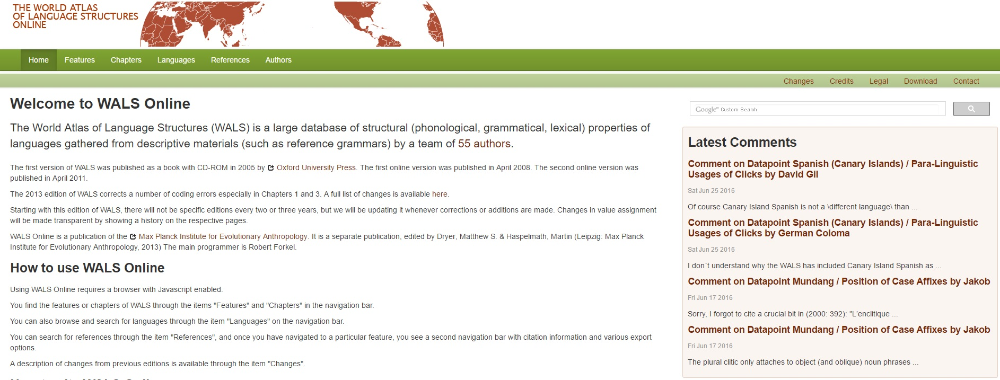 THE WORLD ATLAS
OF LANGUAGE STRUCTURES
ONLINE
Home Features Chapters Languages References Authors
Changes Credits Legal Download Contact
Welcome to WALS Online
The World Atlas of Language Structures (WALS) is a large database of structural (phonological, grammatical, lexical) properties of
languages gathered from descriptive materials (such as reference grammars) by a team of 55 authors.
The first version of WALS was published as a book with CD-ROM in 2005 by Oxford University Press. The first online version was published in April 2008. The second online version was
published in April 2011.
The 2013 edition of WALS corrects a number of coding errors especially in Chapters 1 and 3. A full list of changes is available here.
Starting with this edition of WALS, there will not be specific editions every two or three years, but we will be updating it whenever corrections or additions are made. Changes in value assignment
will be made transparent by showing a history on the respective pages.
WALS Online is a publication of the Max Planck Institute for Evolutionary Anthropology. It is a separate publication, edited by Dryer, Matthew S. & Haspelmath, Martin (Leipzig: Max Planck
Institute for Evolutionary Anthropology, 2013) The main programmer is Robert Forkel.
How to use WALS Online
Using WALS Online requires a browser with Javascript enabled.
You find the features or chapters of WALS through the items "Features" and "Chapters" in the navigation bar.
You can also browse and search for languages through the item "Languages" on the navigation bar.
You can search for references through the item "References", and once you have navigated to a particular feature, you see a second navigation bar with citation information and various export
options.
A description of changes from previous editions is available through the item "Changes".
Google™ Custom Search
Latest Comments
Comment on Datapoint Spanish (Canary Islands) / Para-Linguistic
Usages of Clicks by David Gil
Sat Jun 25 2016
Of course Canary Island Spanish is not a \different language\ than ...
Comment on Datapoint Spanish (Canary Islands) / Para-Linguistic
Usages of Clicks by German Coloma
Sat Jun 25 2016
I don´t understand why the WALS has included Canary Island Spanish as ...
Comment on Datapoint Mundang / Position of Case Affixes by Jakob
Fri Jun 17 2016
Sorry, I forgot to cite a crucial bit in (2000: 392): "L'enclitique ...
Comment on Datapoint Mundang / Position of Case Affixes by Jakob
Fri Jun 17 2016
The plural clitic only attaches to object (and oblique) noun phrases ...